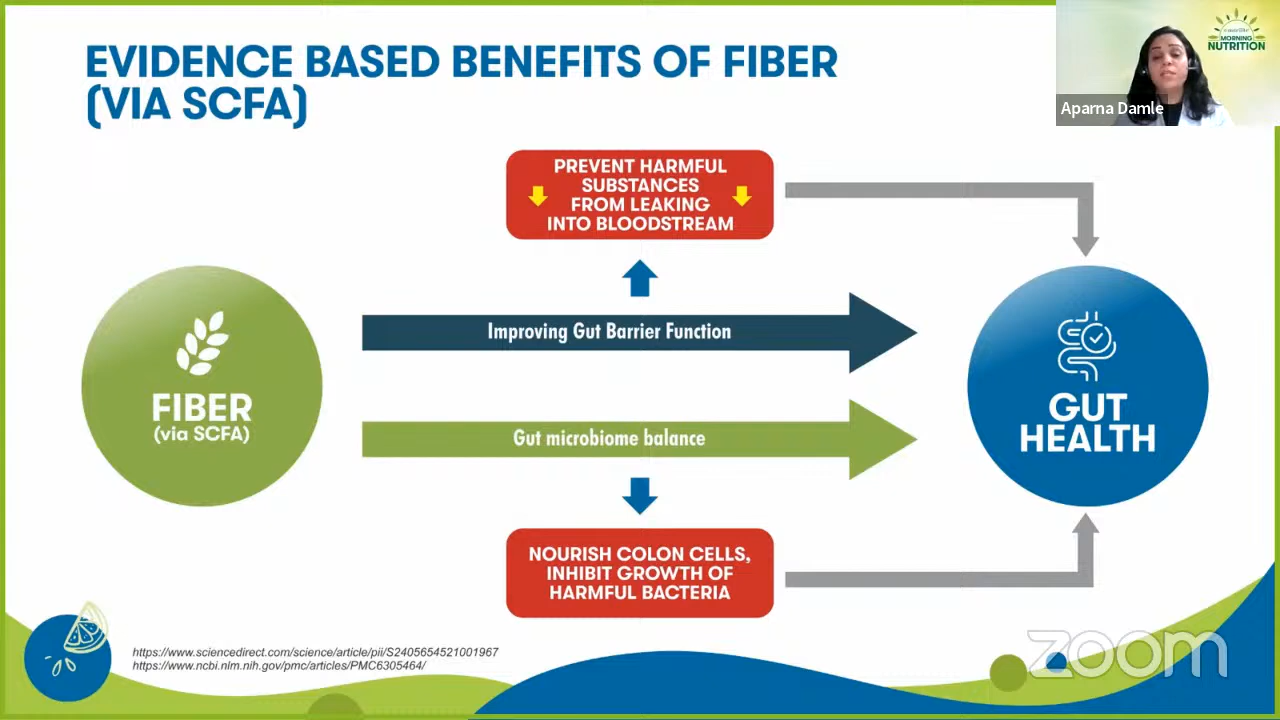 EVIDENCE BASED BENEFITS OF FIBER
(VIA SCFA)
MORNING
NUTRITION
Aparna Damle
PREVENT HARMFUL
SUBSTANCES
FROM LEAKING
INTO BLOODSTREAM
Improving Gut Barrier Function
FIBER
(via SCFA)
GUT
HEALTH
Gut microbiome balance
NOURISH COLON CELLS,
INHIBIT GROWTH OF
HARMFUL BACTERIA
https://www.sciencedirect.com/science/article/pii/S2405654521001967
https://www.ncbi.nlm.nih.gov/pmc/articles/PMC6305464/
zoom